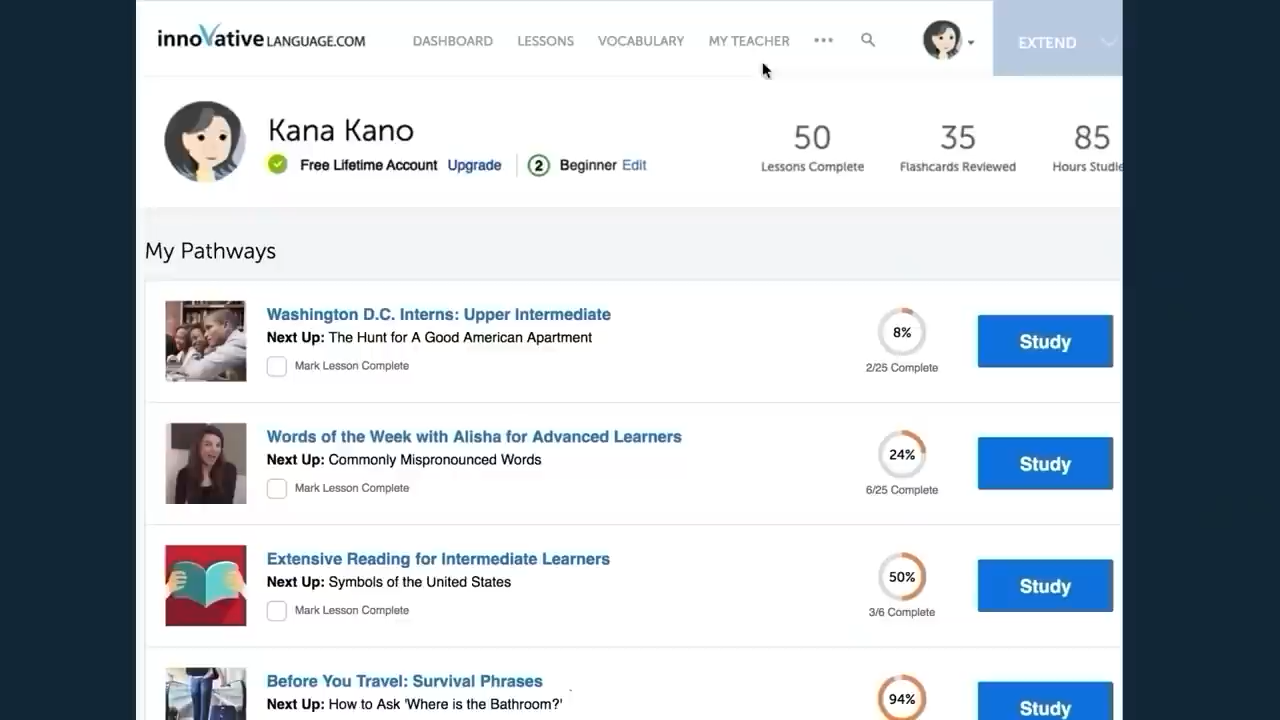 innoVative LANGUAGE.COM DASHBOARD LESSONS VOCABULARY MY TEACHER ••• EXTEND
Kana Kano
Free Lifetime Account Upgrade 2 Beginner Edit
50 35 85
Lessons Complete Flashcards Reviewed Hours Studie
My Pathways
Washington D.C. Interns: Upper Intermediate
Next Up: The Hunt for A Good American Apartment
Mark Lesson Complete
8%
2/25 Complete
Study
Words of the Week with Alisha for Advanced Learners
Next Up: Commonly Mispronounced Words
Mark Lesson Complete
24%
6/25 Complete
Study
Extensive Reading for Intermediate Learners
Next Up: Symbols of the United States
Mark Lesson Complete
50%
3/6 Complete
Study
Before You Travel: Survival Phrases
Next Up: How to Ask 'Where is the Bathroom?'
94%
Study